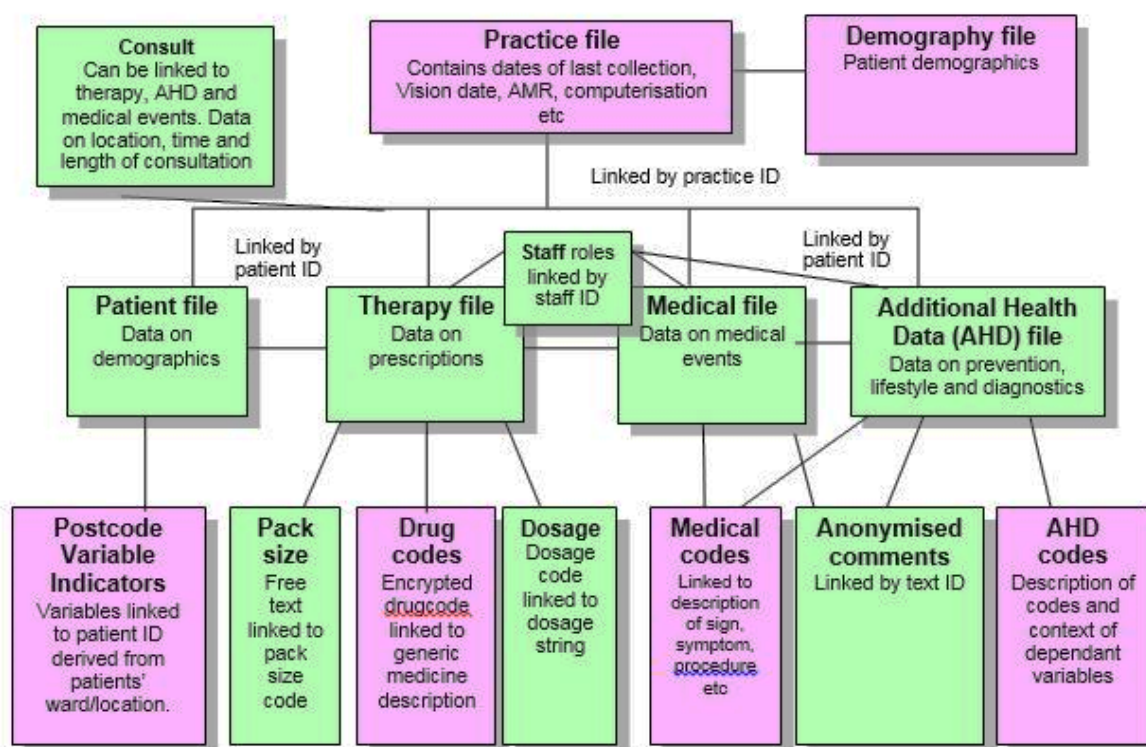 Consult
Can be linked to
therapy, AHD and
medical events. Data
on location, time and
length of consultation
Practice file
Contains dates of last collection,
Vision date, AMR, computerisation
etc
Demography file
Patient demographics
Linked by practice ID
Linked by
patient ID
Staff roles
linked by
staff ID
Linked by
patient ID
Patient file
Data on
demographics
Therapy file
Data on
prescriptions
Medical file
Data on medical
events
Additional Health
Data (AHD) file
Data on prevention,
lifestyle and diagnostics
Postcode
Variable
Indicators
Variables linked
to patient ID
derived from
patients'
ward/location.
Pack
size
Free
text
linked to
pack
size
code
Drug
codes
Encrypted
drugcode
linked to
generic
medicine
description
Dosage
Dosage
code
linked to
dosage
string
Medical
codes
Linked to
description
of sign,
symptom,
procedure
etc
Anonymised
comments
Linked by text ID
AHD
codes
Description of
codes and
context of
dependant
variables